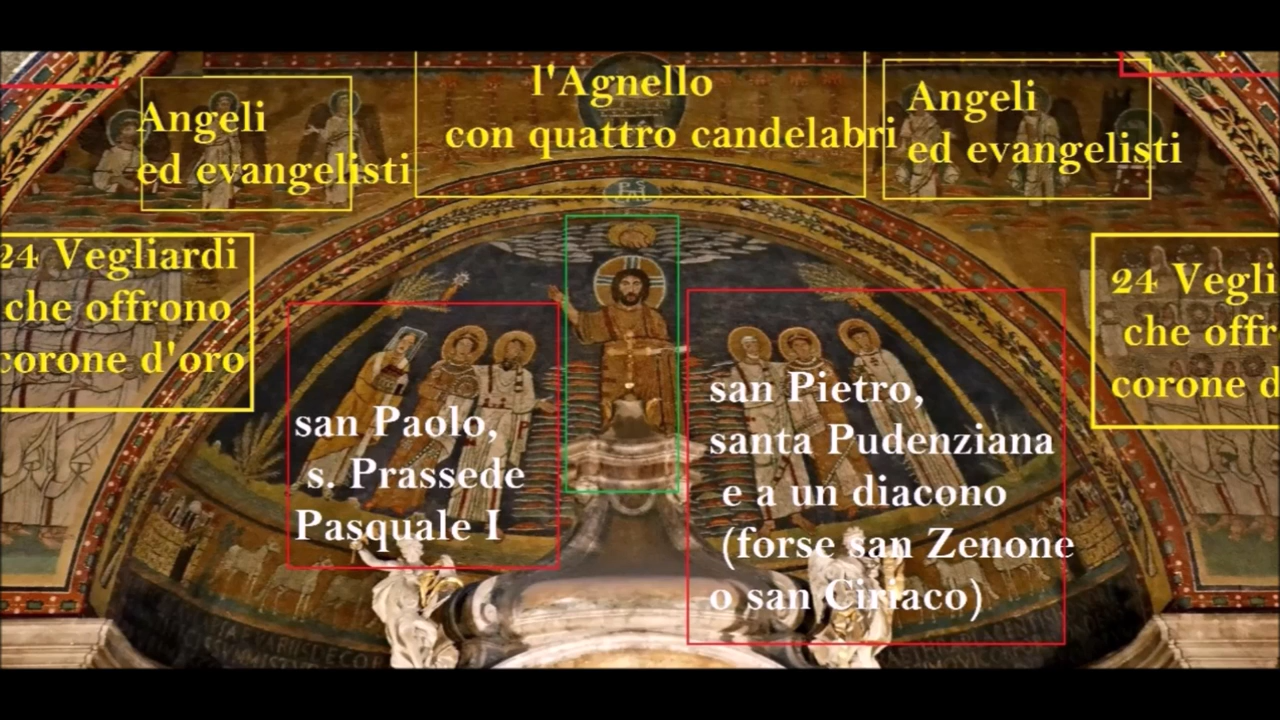 l'Agnello
con quattro candelabri
Angeli
ed evangelisti
Angeli
ed evangelisti
24 Vegliardi
che offrono
corone d'oro
24 Vegli
che offr
corone d
san Paolo,
s. Prassede
Pasquale I
san Pietro,
santa Pudenziana
e a un diacono
(forse san Zenone
o san Ciriaco)